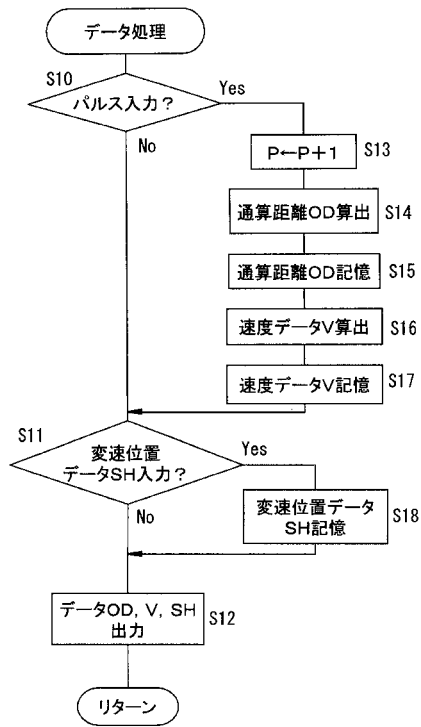 データ処理
S10
パルス入力？
Yes
No
P←P+1
S13
通算距離OD算出
S14
通算距離OD記憶
S15
速度データV算出
S16
速度データV記憶
S17
S11
変速位置
データSH入力？
Yes
No
変速位置データ
SH記憶
S18
データOD, V, SH
出力
S12
リターン